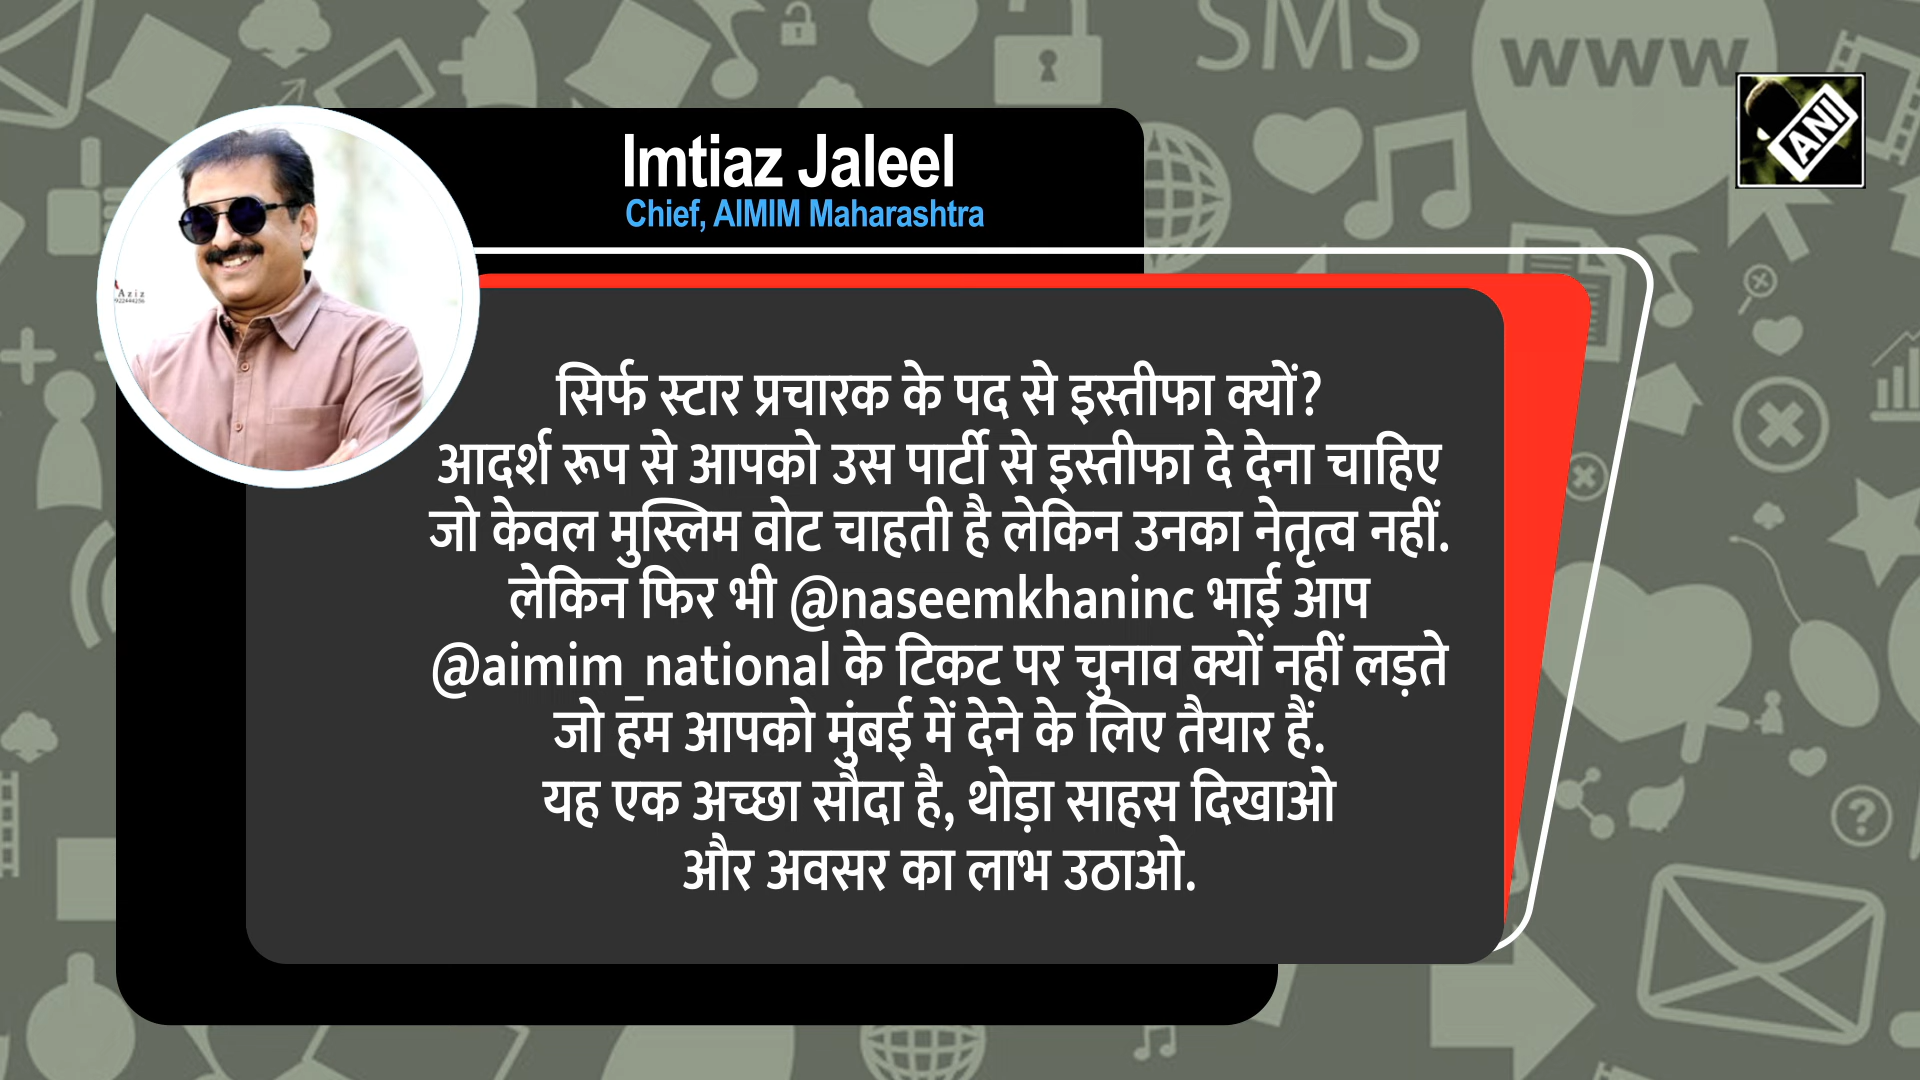 SMS
www
ANI
Imtiaz Jaleel
Chief, AIMIM Maharashtra
Aziz
सिर्फ स्टार प्रचारक के पद से इस्तीफा क्यों?
आदर्श रूप से आपको उस पार्टी से इस्तीफा दे देना चाहिए
जो केवल मुस्लिम वोट चाहती है लेकिन उनका नेतृत्व नहीं.
लेकिन फिर भी @naseemkhaninc भाई आप
@aimim_national के टिकट पर चुनाव क्यों नहीं लड़ते
जो हम आपको मुंबई में देने के लिए तैयार हैं.
यह एक अच्छा सौदा है, थोड़ा साहस दिखाओ
और अवसर का लाभ उठाओ.